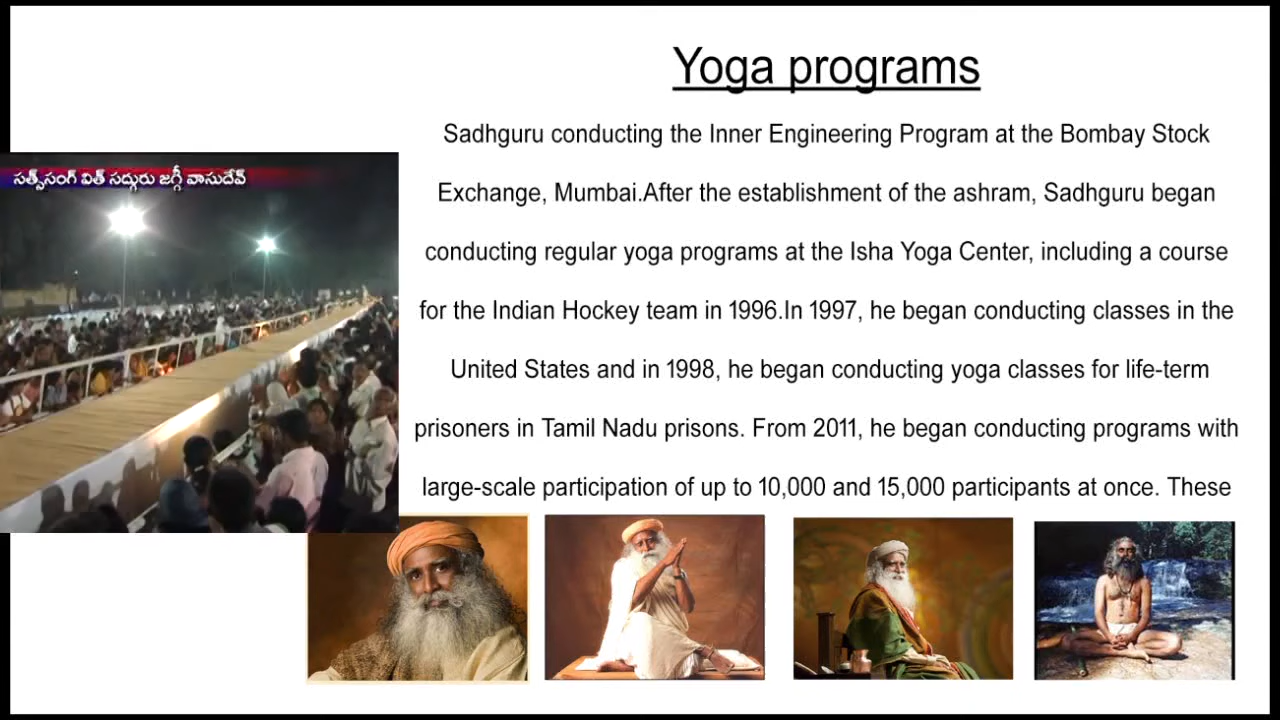 Yoga programs
Sadhguru conducting the Inner Engineering Program at the Bombay Stock
Exchange, Mumbai.After the establishment of the ashram, Sadhguru began
conducting regular yoga programs at the Isha Yoga Center, including a course
for the Indian Hockey team in 1996.In 1997, he began conducting classes in the
United States and in 1998, he began conducting yoga classes for life-term
prisoners in Tamil Nadu prisons. From 2011, he began conducting programs with
large-scale participation of up to 10,000 and 15,000 participants at once. These
సత్సంగ్ విత్ సద్గురు జగ్గీ వాసుదేవ్